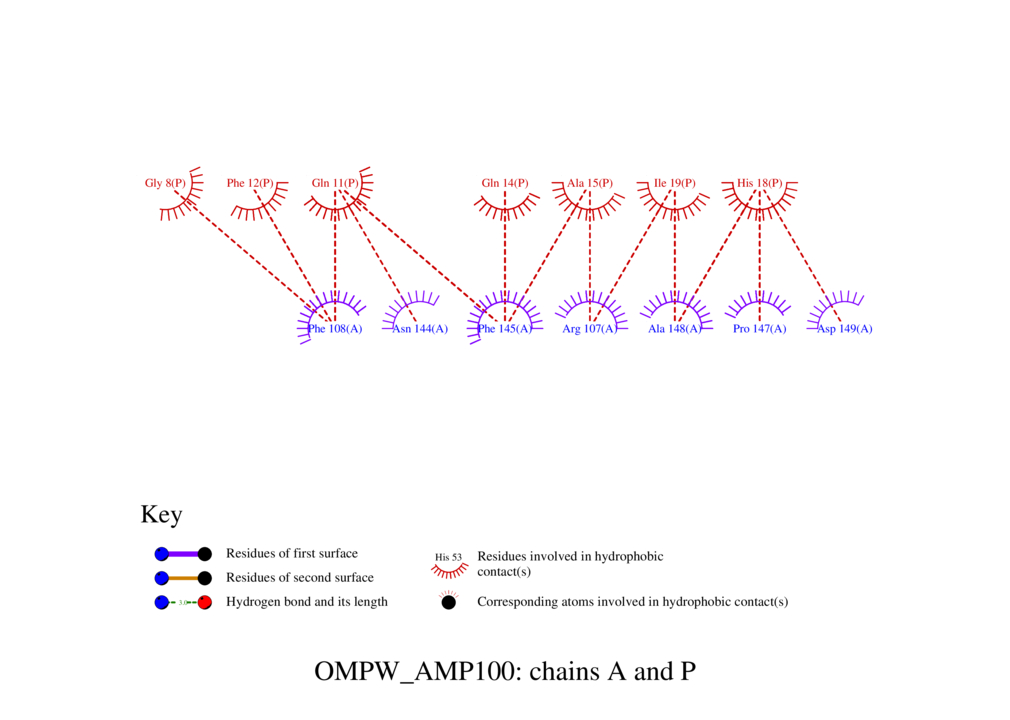 Gly 8(P) Phe 12(P) Gln 11(P) Gln 14(P) Ala 15(P) Ile 19(P) His 18(P)
Phe 108(A) Asn 144(A) Phe 145(A) Arg 107(A) Ala 148(A) Pro 147(A) Asp 149(A)
Key
Residues of first surface
Residues of second surface
3.0
Hydrogen bond and its length
His 53
Residues involved in hydrophobic
contact(s)
Corresponding atoms involved in hydrophobic contact(s)
OMPW_AMP100: chains A and P